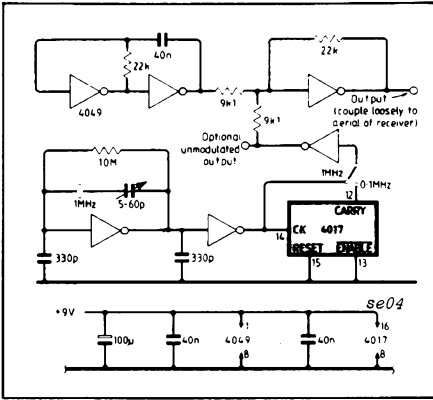 40n
22k
22k
4049
9k1
9k1
Output
(couple loosely to
aerial of receiver)
Optional
unmodulated
output
10M
1MHz
0·1MHz
1MHz
5-60p
12
CARRY
14
CK 4017
RESET ENABLE
330p
330p
15
13
+9V
se04
100µ
40n
1
4049
8
40n
16
4017
8